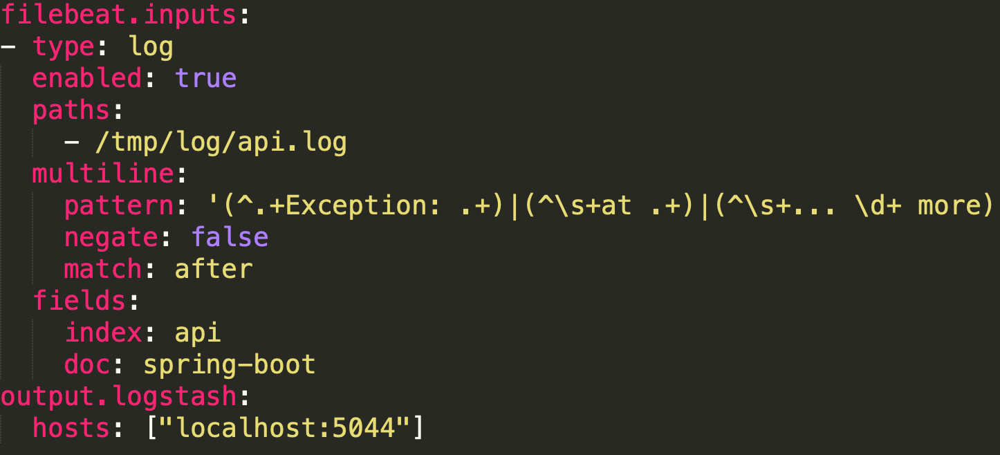 filebeat.inputs:
- type: log
  enabled: true
  paths:
    - /tmp/log/api.log
  multiline:
    pattern: '(^.+Exception: .+)|(^\s+at .+)|(^\s+... \d+ more)
    negate: false
    match: after
  fields:
    index: api
    doc: spring-boot
output.logstash:
  hosts: ["localhost:5044"]